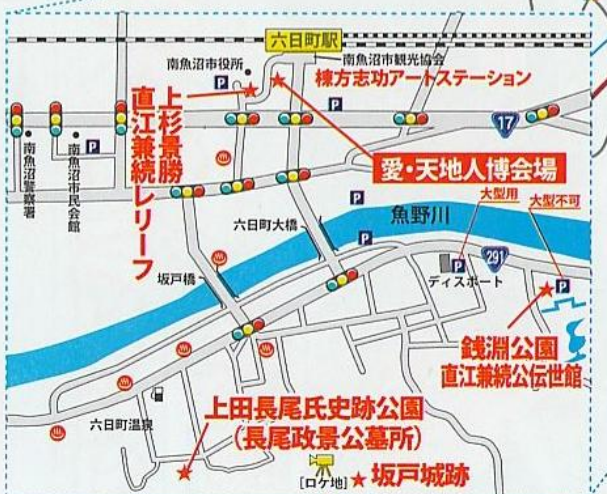 六日町駅
南魚沼市役所
南魚沼市観光協会
棟方志功アートステーション
P
P
上杉景勝
直江兼続レリーフ
17
P
南魚沼警察署
南魚沼市民会館
愛・天地人博会場
大型用
大型不可
P
魚野川
六日町大橋
P
291
P
P
ディスポート
坂戸橋
銭淵公園
直江兼続公伝世館
上田長尾氏史跡公園
(長尾政景公墓所)
六日町温泉
[ロケ地]
坂戸城跡